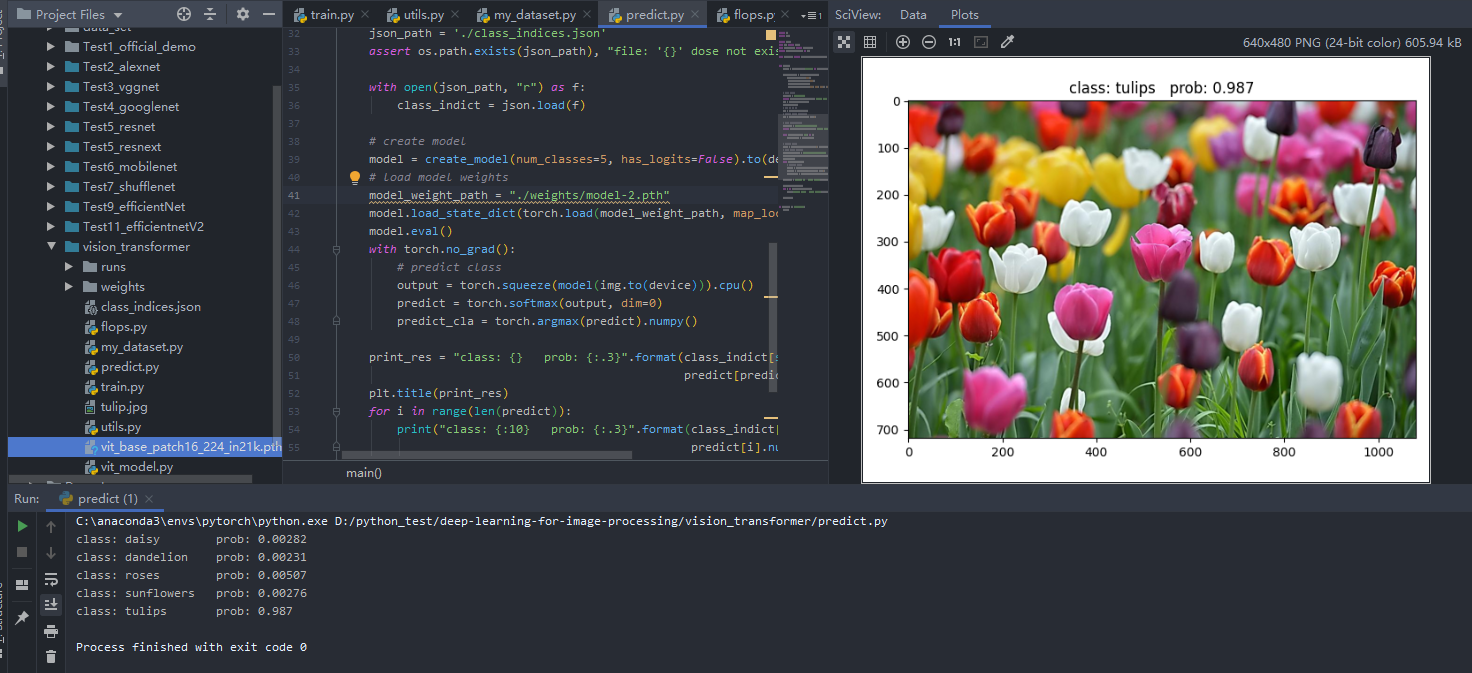 Project Files
train.py
utils.py
my_dataset.py
predict.py
flops.py
SciView:
Data
Plots
data_set
Test1_official_demo
Test2_alexnet
Test3_vggnet
Test4_googlenet
Test5_resnet
Test5_resnext
Test6_mobilenet
Test7_shufflenet
Test9_efficientNet
Test11_efficientnetV2
vision_transformer
runs
weights
class_indices.json
flops.py
my_dataset.py
predict.py
train.py
tulip.jpg
utils.py
vit_base_patch16_224_in21k.pth
vit_model.py
32 json_path = './class_indices.json'
33 assert os.path.exists(json_path), "file: '{}' dose not exis
34
35 with open(json_path, "r") as f:
36 class_indict = json.load(f)
37
38 # create model
39 model = create_model(num_classes=5, has_logits=False).to(de
40 # load model weights
41 model_weight_path = "./weights/model-2.pth"
42 model.load_state_dict(torch.load(model_weight_path, map_loc
43 model.eval()
44 with torch.no_grad():
45 # predict class
46 output = torch.squeeze(model(img.to(device))).cpu()
47 predict = torch.softmax(output, dim=0)
48 predict_cla = torch.argmax(predict).numpy()
49
50 print_res = "class: {}   prob: {:.3}".format(class_indict[
51 predict[predic
52 plt.title(print_res)
53 for i in range(len(predict)):
54 print("class: {:10}   prob: {:.3}".format(class_indict[
55 predict[i].nu
main()
1:1
640x480 PNG (24-bit color) 605.94 kB
class: tulips   prob: 0.987
0
100
200
300
400
500
600
700
0 200 400 600 800 1000
Run: predict (1)
C:\anaconda3\envs\pytorch\python.exe D:/python_test/deep-learning-for-image-processing/vision_transformer/predict.py
class: daisy        prob: 0.00282
class: dandelion    prob: 0.00231
class: roses        prob: 0.00507
class: sunflowers   prob: 0.00276
class: tulips       prob: 0.987
Process finished with exit code 0